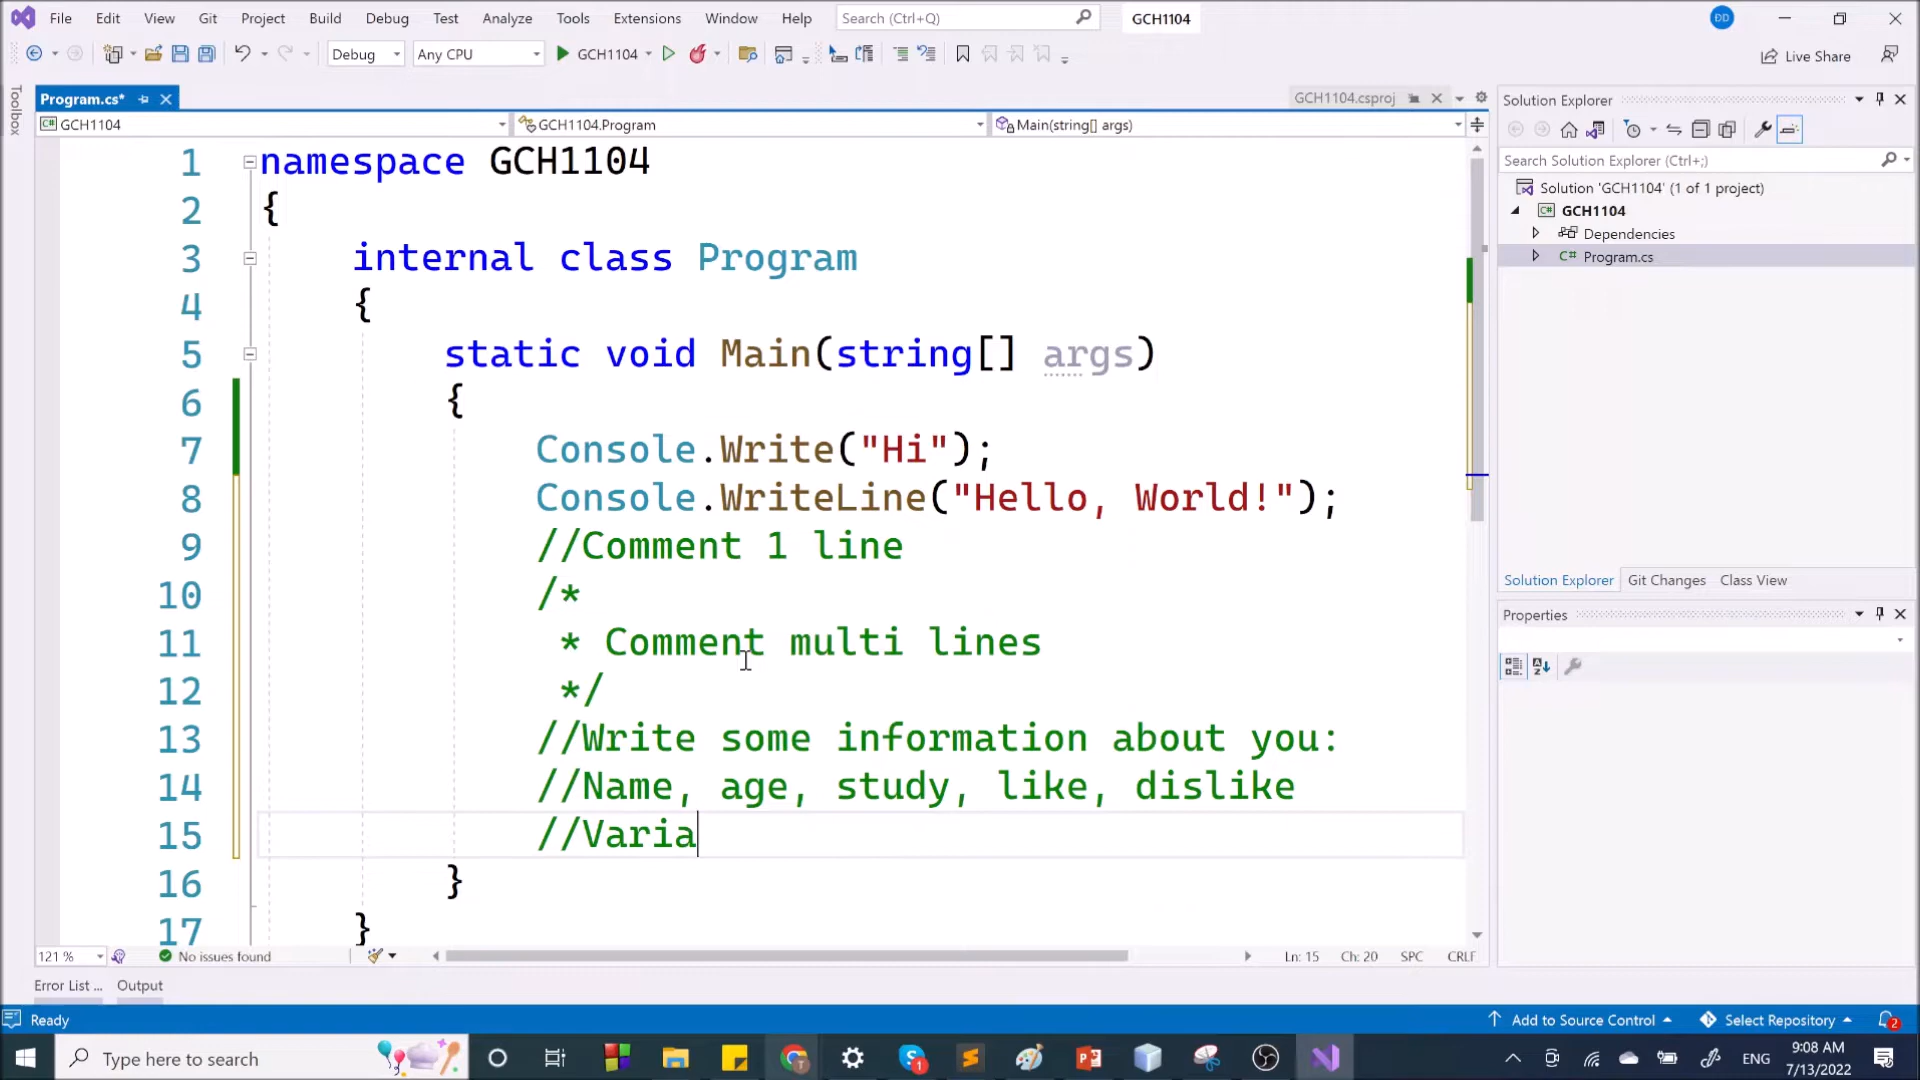 File Edit View Git Project Build Debug Test Analyze Tools Extensions Window Help Search (Ctrl+Q) GCH1104 ĐD
Debug Any CPU GCH1104 Live Share
Toolbox
Program.cs* GCH1104.csproj
GCH1104 GCH1104.Program Main(string[] args)
1 namespace GCH1104
2 {
3 internal class Program
4 {
5 static void Main(string[] args)
6 {
7 Console.Write("Hi");
8 Console.WriteLine("Hello, World!");
9 //Comment 1 line
10 /*
11 * Comment multi lines
12 */
13 //Write some information about you:
14 //Name, age, study, like, dislike
15 //Varia
16 }
17 }
121 % No issues found Ln: 15 Ch: 20 SPC CRLF
Error List ... Output
Solution Explorer
Search Solution Explorer (Ctrl+;)
Solution 'GCH1104' (1 of 1 project)
C# GCH1104
Dependencies
C# Program.cs
Solution Explorer Git Changes Class View
Properties
Ready Add to Source Control Select Repository 2
Type here to search 1 ENG 9:08 AM
7/13/2022